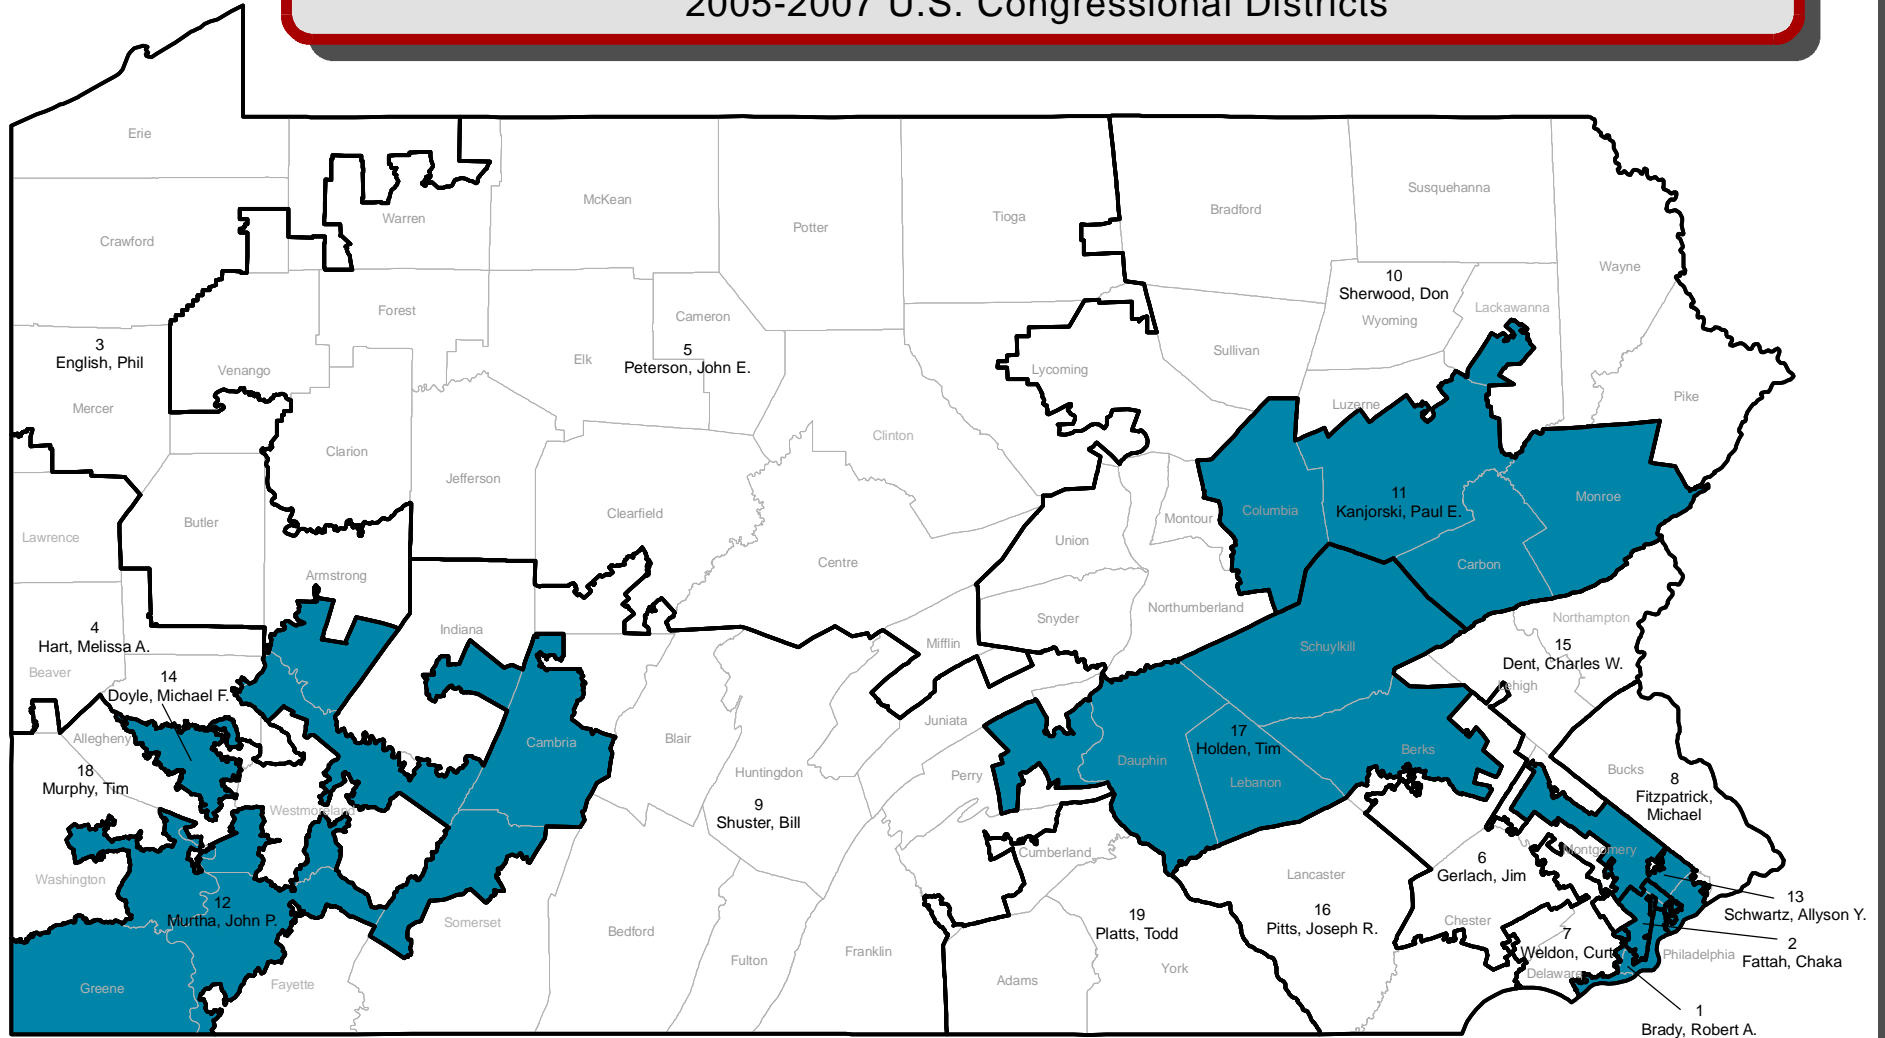 2005-2007 U.S. Congressional Districts
Erie
Crawford
Warren
McKean
Potter
Tioga
Bradford
Susquehanna
Wayne
3
English, Phil
Mercer
Venango
Forest
Elk
Cameron
5
Peterson, John E.
Lycoming
Sullivan
10
Sherwood, Don
Wyoming
Lackawanna
Luzerne
Pike
Lawrence
Butler
Clarion
Jefferson
Clearfield
Clinton
Centre
Union
Montour
Columbia
11
Kanjorski, Paul E.
Monroe
Carbon
Armstrong
Indiana
Snyder
Northumberland
Mifflin
Schuylkill
Northampton
15
Dent, Charles W.
Lehigh
4
Hart, Melissa A.
Beaver
14
Doyle, Michael F.
Allegheny
18
Murphy, Tim
Westmoreland
Cambria
Blair
Huntingdon
9
Shuster, Bill
Juniata
Perry
Dauphin
17
Holden, Tim
Lebanon
Berks
Bucks
8
Fitzpatrick,
Michael
Montgomery
Washington
12
Murtha, John P.
Greene
Fayette
Somerset
Bedford
Fulton
Franklin
Cumberland
Adams
19
Platts, Todd
York
Lancaster
16
Pitts, Joseph R.
6
Gerlach, Jim
Chester
7
Weldon, Curt
Delaware
Philadelphia
13
Schwartz, Allyson Y.
2
Fattah, Chaka
1
Brady, Robert A.